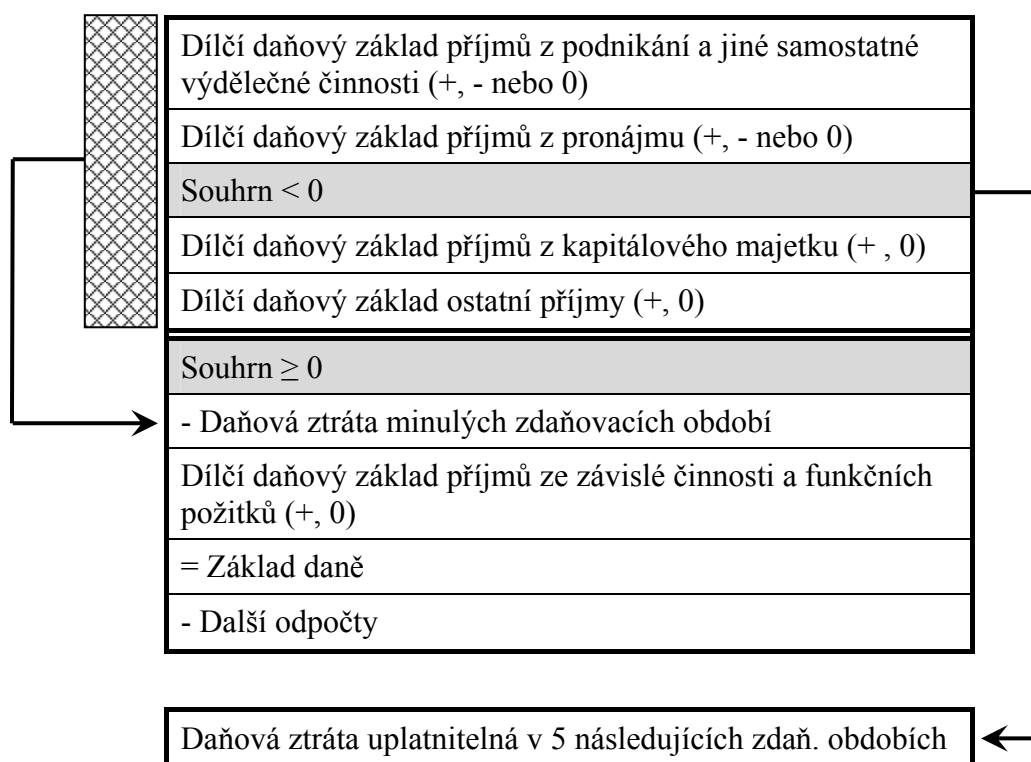 Dílčí daňový základ příjmů z podnikání a jiné samostatné
výdělečné činnosti (+, - nebo 0)
Dílčí daňový základ příjmů z pronájmu (+, - nebo 0)
Souhrn < 0
Dílčí daňový základ příjmů z kapitálového majetku (+ , 0)
Dílčí daňový základ ostatní příjmy (+, 0)
Souhrn ≥ 0
- Daňová ztráta minulých zdaňovacích období
Dílčí daňový základ příjmů ze závislé činnosti a funkčních
požitků (+, 0)
= Základ daně
- Další odpočty
Daňová ztráta uplatnitelná v 5 následujících zdaň. obdobích